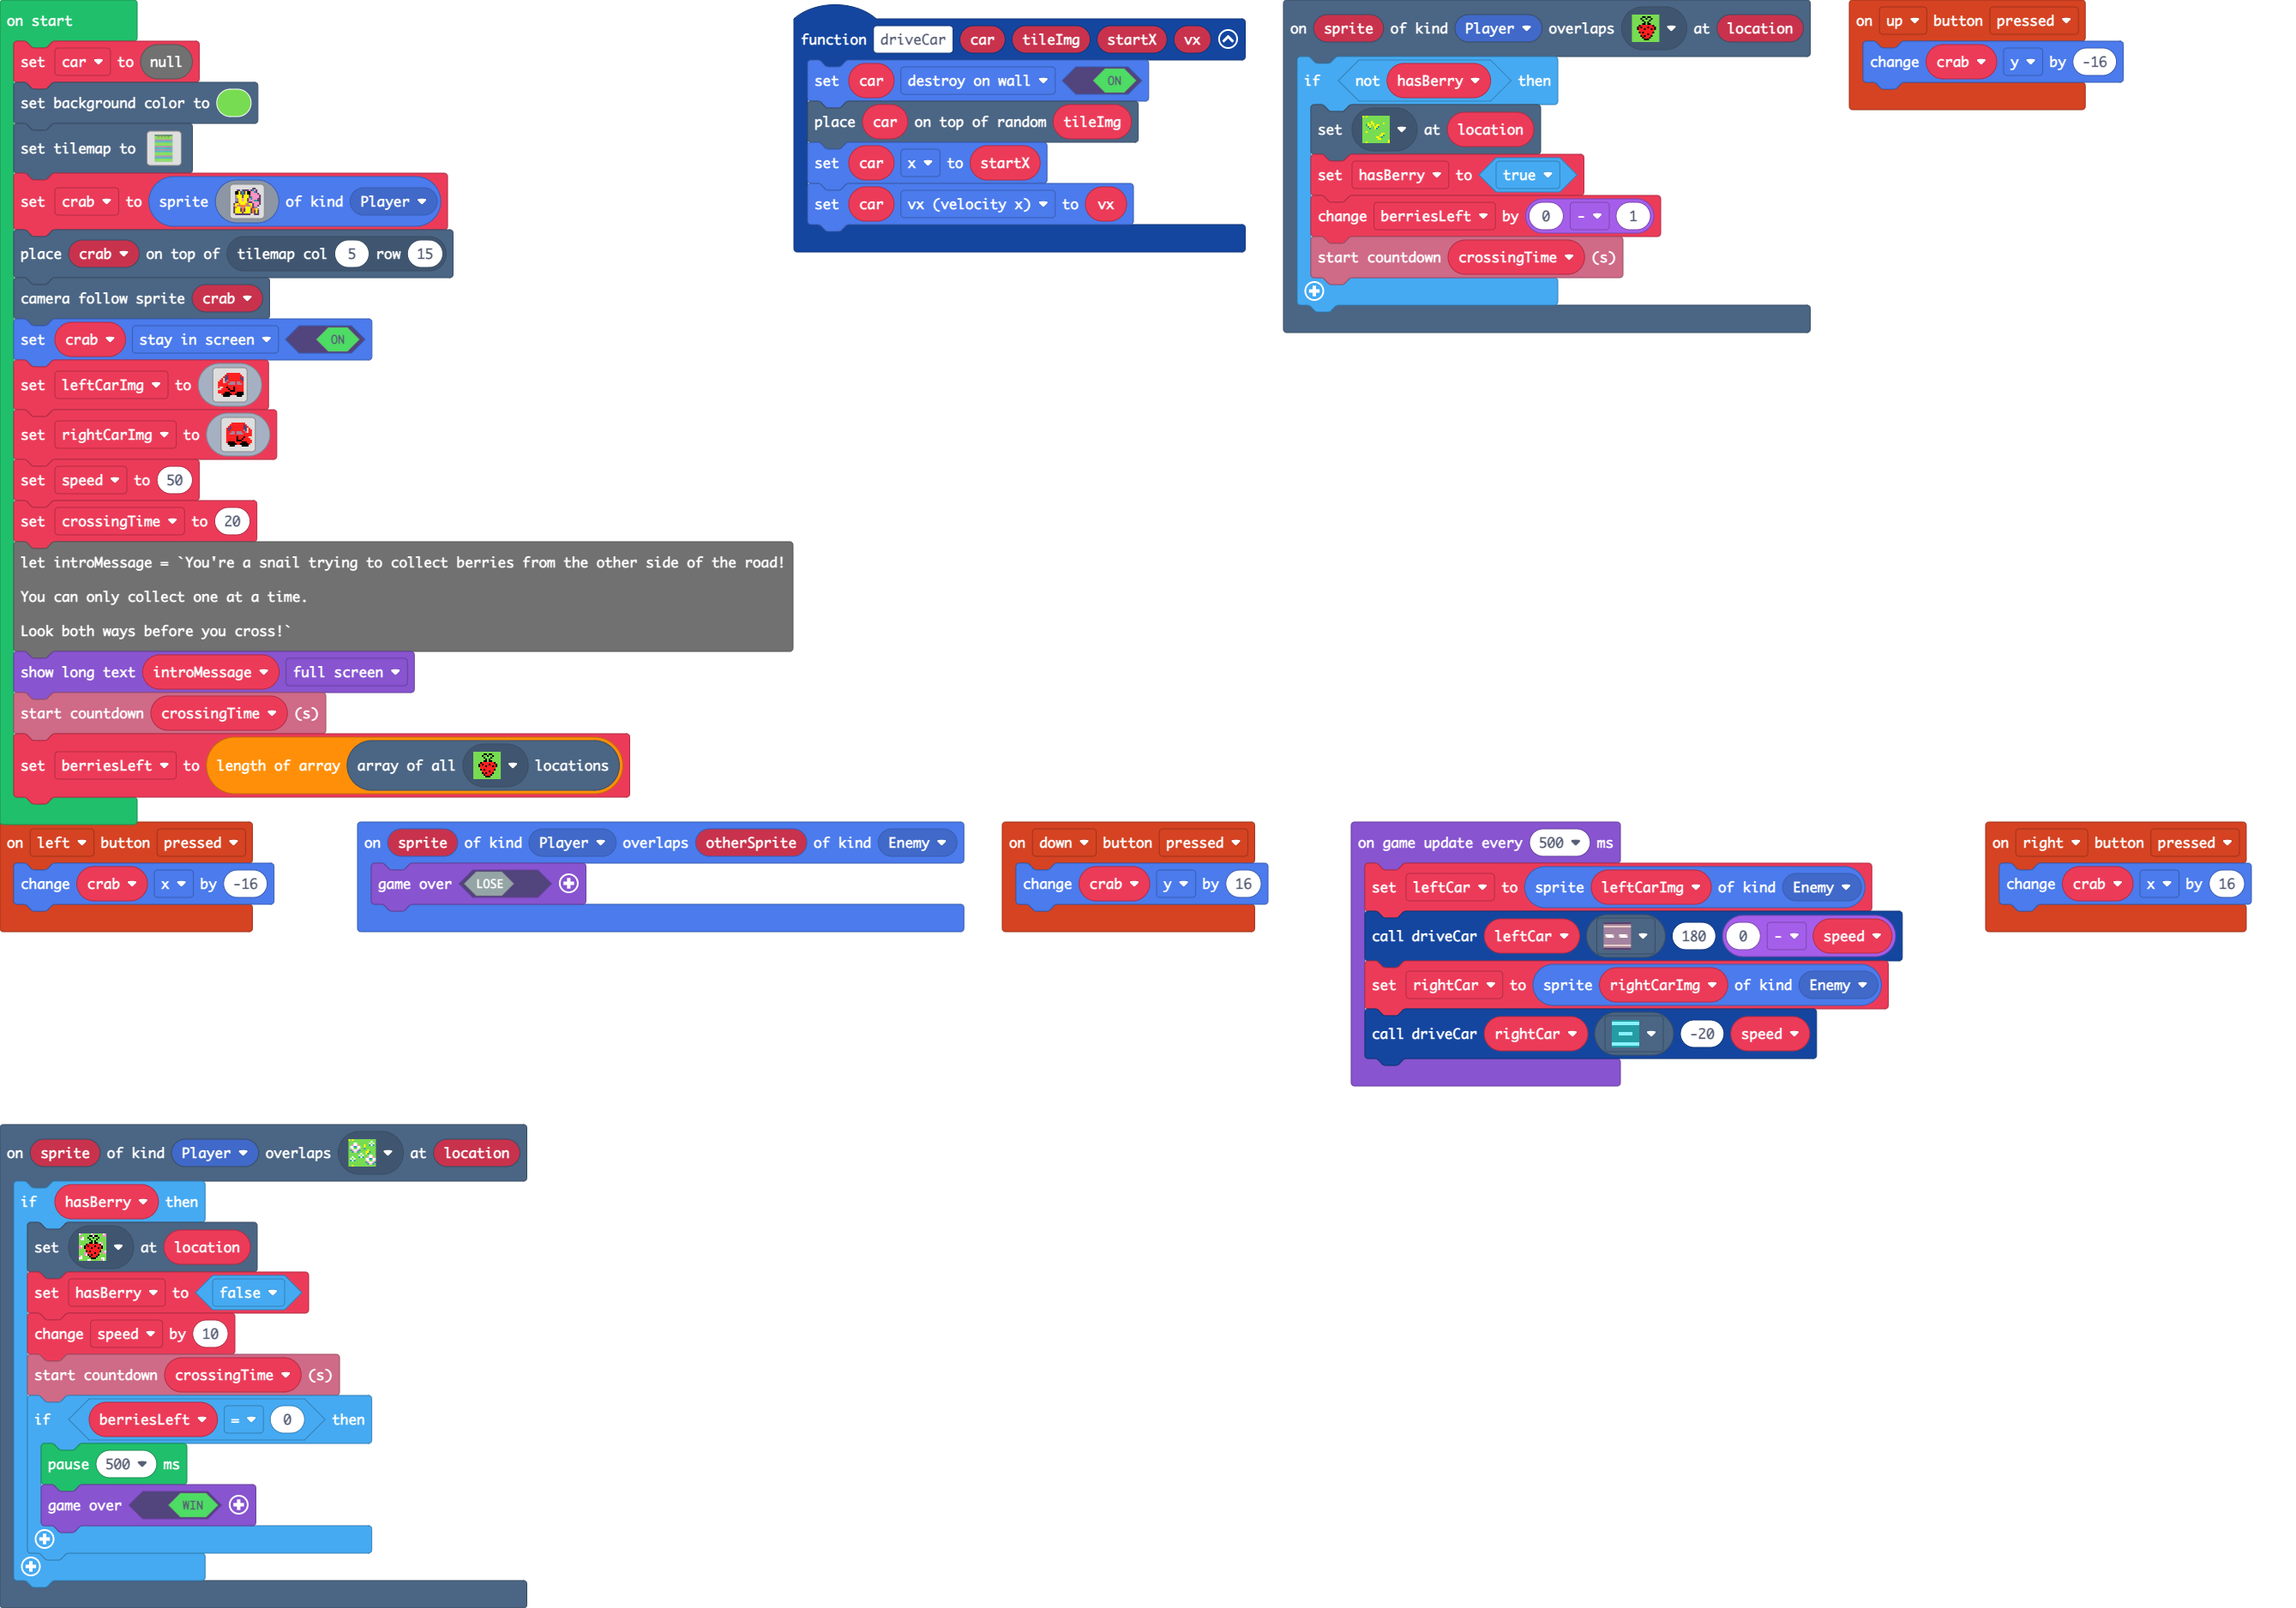 on start
set car to null
set background color to
set tilemap to
set crab to sprite of kind Player
place crab on top of tilemap col 5 row 15
camera follow sprite crab
set crab stay in screen ON
set leftCarImg to
set rightCarImg to
set speed to 50
set crossingTime to 20
let introMessage = `You're a snail trying to collect berries from the other side of the road!
You can only collect one at a time.
Look both ways before you cross!`
show long text introMessage full screen
start countdown crossingTime (s)
set berriesLeft to length of array array of all locations
function driveCar car tileImg startX vx
set car destroy on wall ON
place car on top of random tileImg
set car x to startX
set car vx (velocity x) to vx
on sprite of kind Player overlaps at location
if not hasBerry then
set at location
set hasBerry to true
change berriesLeft by 0 - 1
start countdown crossingTime (s)
on up button pressed
change crab y by -16
on left button pressed
change crab x by -16
on sprite of kind Player overlaps otherSprite of kind Enemy
game over LOSE
on down button pressed
change crab y by 16
on game update every 500 ms
set leftCar to sprite leftCarImg of kind Enemy
call driveCar leftCar 180 0 - speed
set rightCar to sprite rightCarImg of kind Enemy
call driveCar rightCar -20 speed
on right button pressed
change crab x by 16
on sprite of kind Player overlaps at location
if hasBerry then
set at location
set hasBerry to false
change speed by 10
start countdown crossingTime (s)
if berriesLeft = 0 then
pause 500 ms
game over WIN